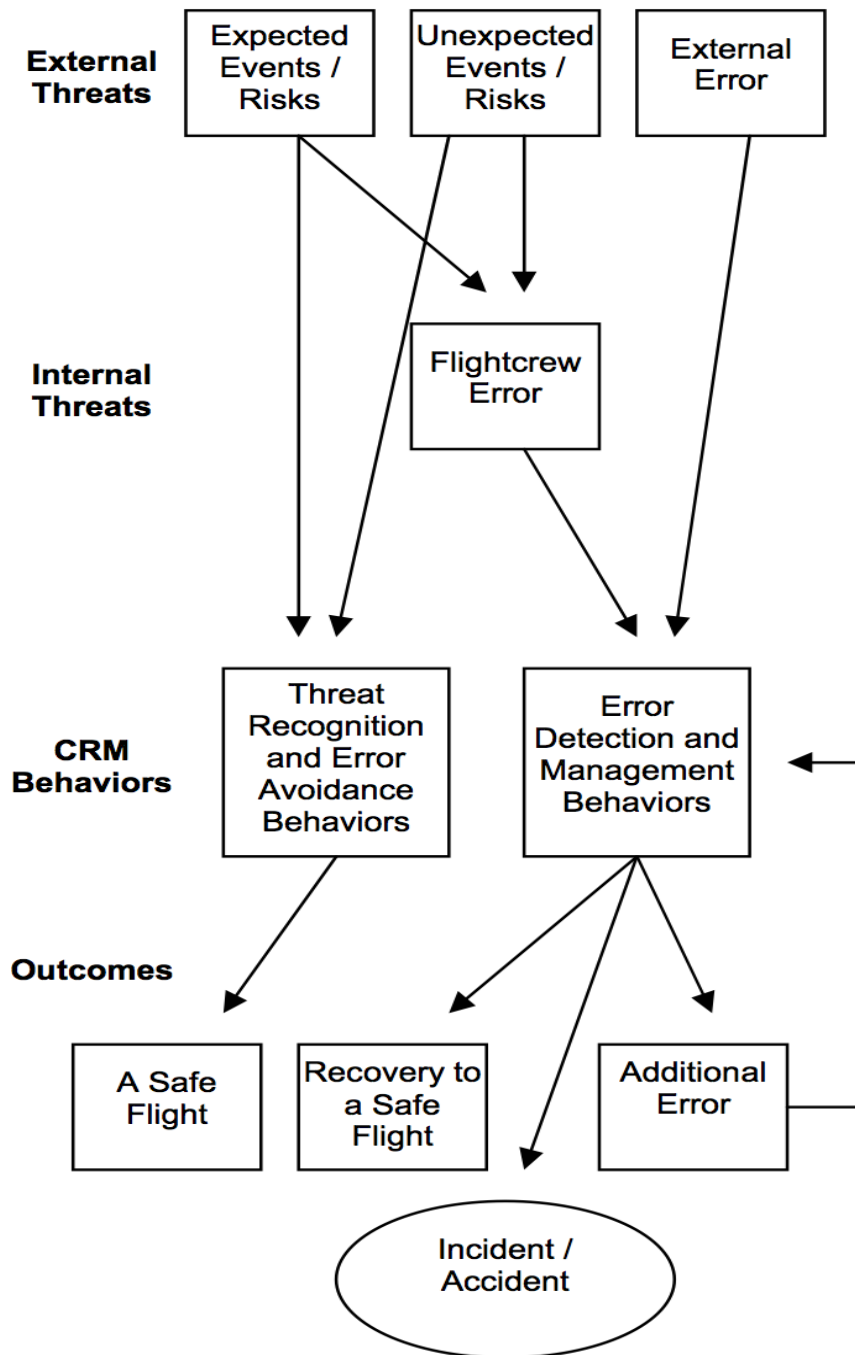 External
Threats
Expected
Events /
Risks
Unexpected
Events /
Risks
External
Error
Internal
Threats
Flightcrew
Error
CRM
Behaviors
Threat
Recognition
and Error
Avoidance
Behaviors
Error
Detection and
Management
Behaviors
Outcomes
A Safe
Flight
Recovery to
a Safe
Flight
Additional
Error
Incident /
Accident